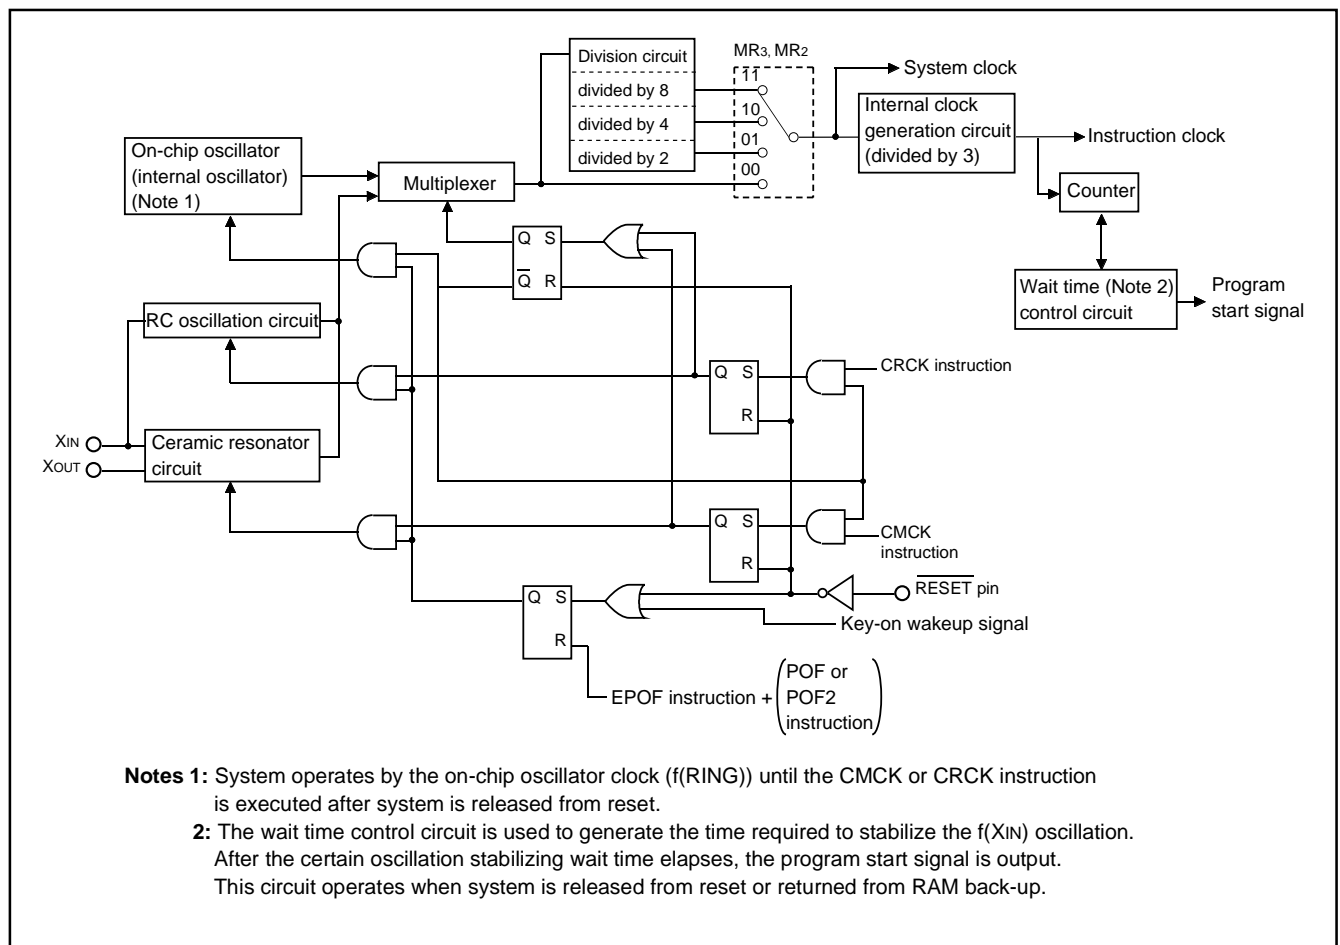 Division circuit
divided by 8
divided by 4
divided by 2
MR3, MR2
11
10
01
00
System clock
Internal clock
generation circuit
(divided by 3)
Instruction clock
Counter
Wait time (Note 2)
control circuit
Program
start signal
On-chip oscillator
(internal oscillator)
(Note 1)
Multiplexer
Q S
Q R
RC oscillation circuit
Q S
R
CRCK instruction
XIN
XOUT
Ceramic resonator
circuit
Q S
R
CMCK
instruction
RESET pin
Q S
R
Key-on wakeup signal
EPOF instruction +
POF or
POF2
instruction
Notes 1: System operates by the on-chip oscillator clock (f(RING)) until the CMCK or CRCK instruction
is executed after system is released from reset.
2: The wait time control circuit is used to generate the time required to stabilize the f(XIN) oscillation.
After the certain oscillation stabilizing wait time elapses, the program start signal is output.
This circuit operates when system is released from reset or returned from RAM back-up.